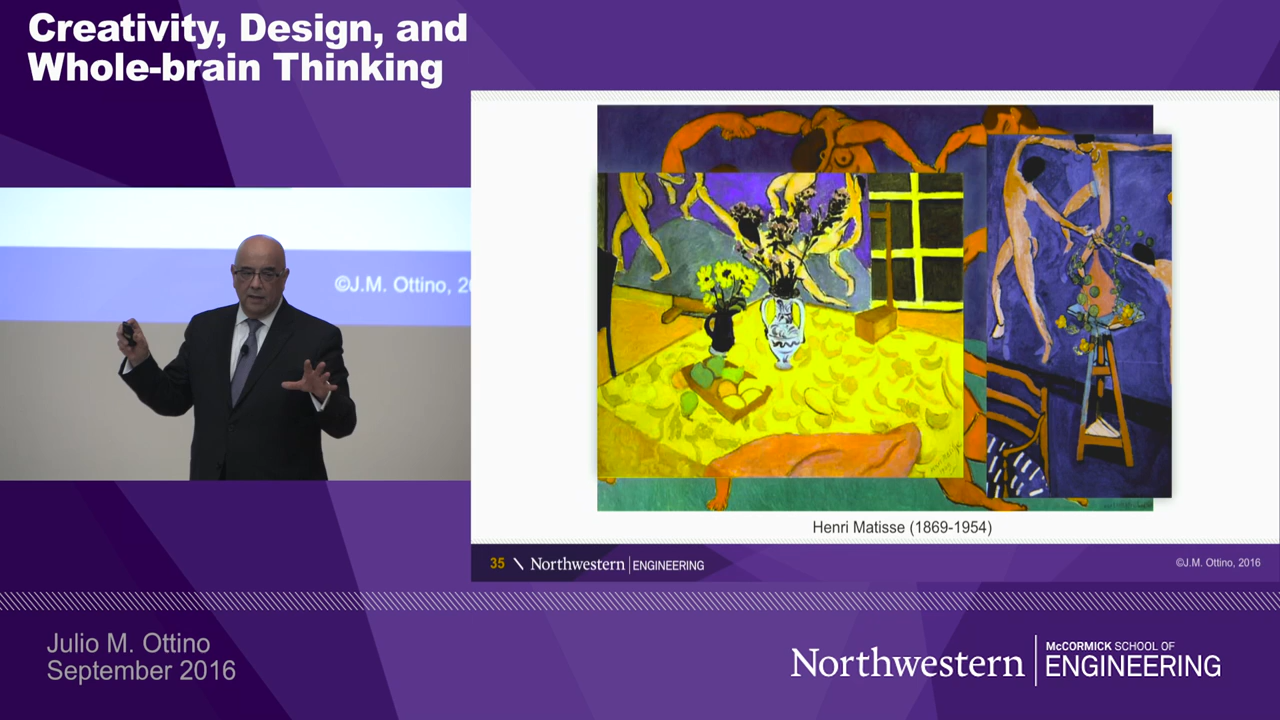 Creativity, Design, and
Whole-brain Thinking
©J.M. Ottino, 2
Henri Matisse (1869-1954)
35 \ Northwestern | ENGINEERING
©J.M. Ottino, 2016
Julio M. Ottino
September 2016
Northwestern
McCORMICK SCHOOL OF
ENGINEERING